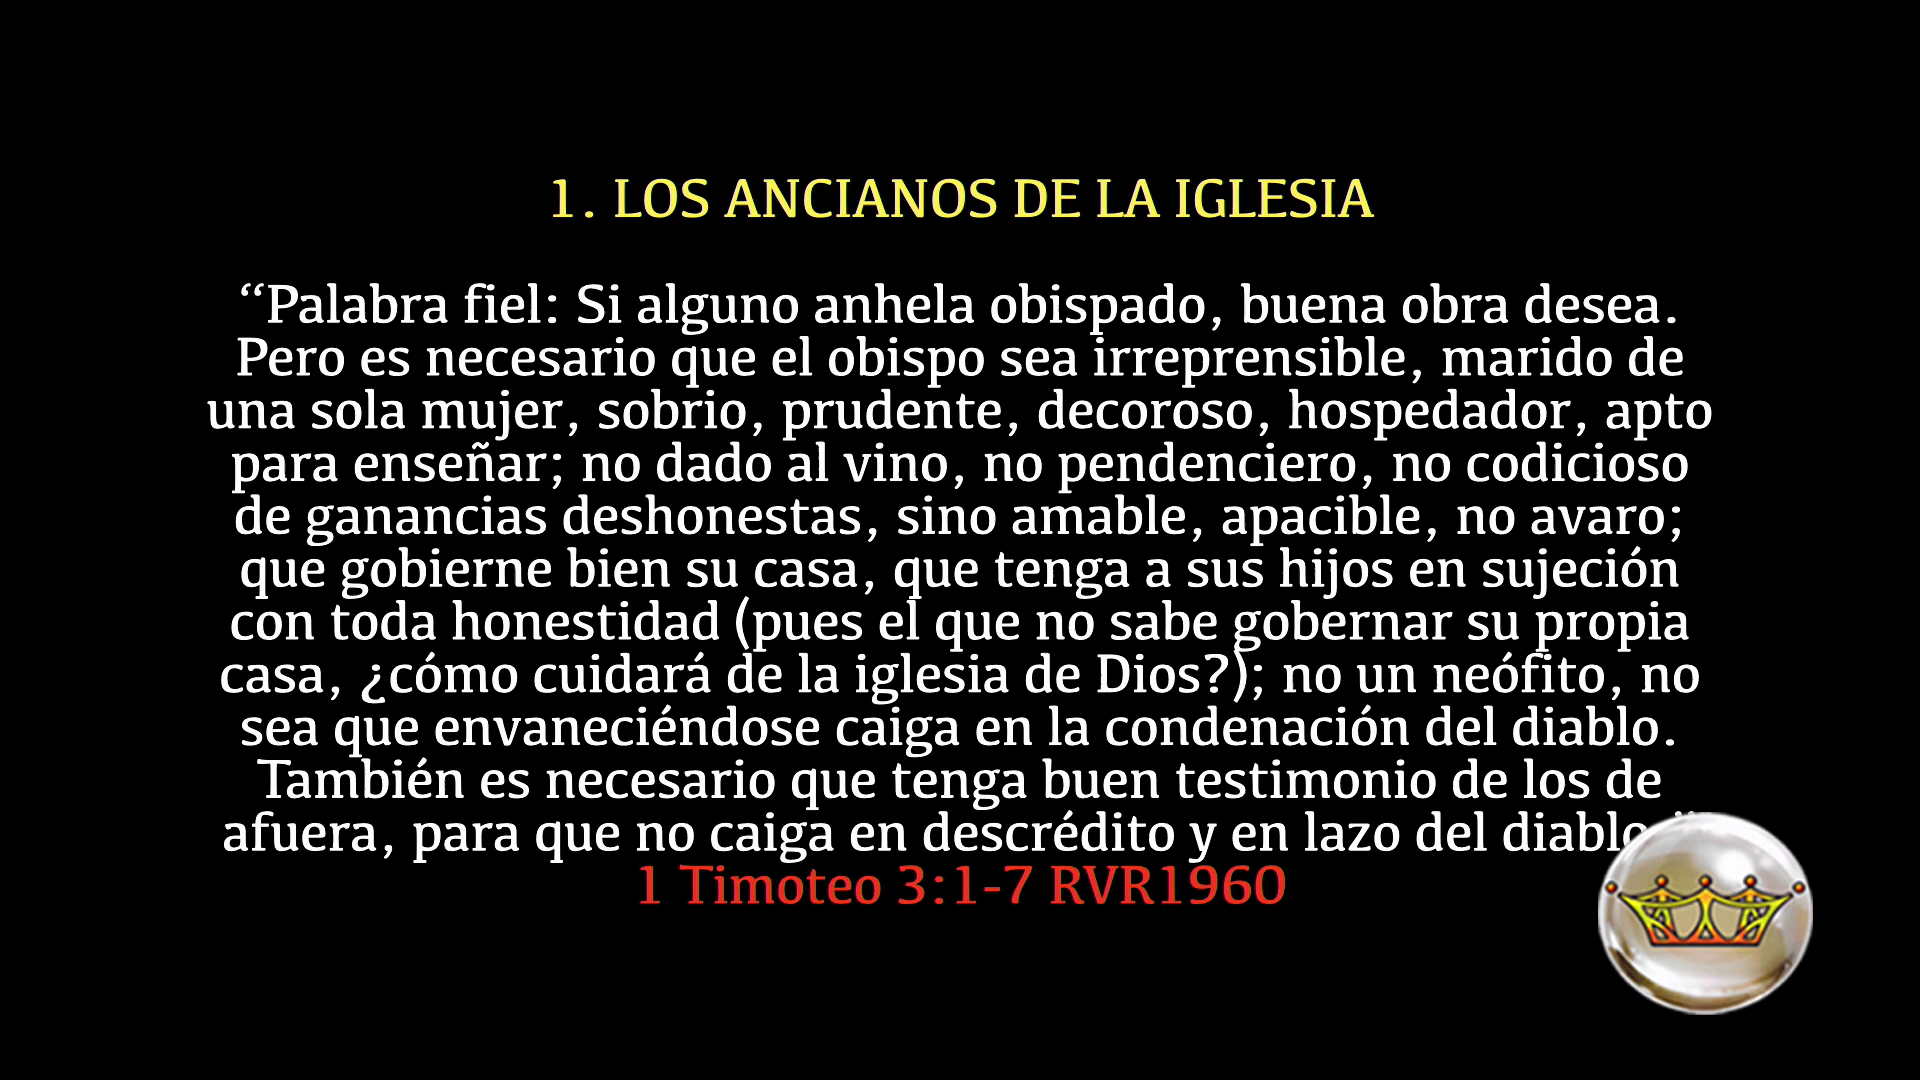 1. LOS ANCIANOS DE LA IGLESIA
“Palabra fiel: Si alguno anhela obispado, buena obra desea.
Pero es necesario que el obispo sea irreprensible, marido de
una sola mujer, sobrio, prudente, decoroso, hospedador, apto
para enseñar; no dado al vino, no pendenciero, no codicioso
de ganancias deshonestas, sino amable, apacible, no avaro;
que gobierne bien su casa, que tenga a sus hijos en sujeción
con toda honestidad (pues el que no sabe gobernar su propia
casa, ¿cómo cuidará de la iglesia de Dios?); no un neófito, no
sea que envaneciéndose caiga en la condenación del diablo.
También es necesario que tenga buen testimonio de los de
afuera, para que no caiga en descrédito y en lazo del diablo.”
1 Timoteo 3:1-7 RVR1960